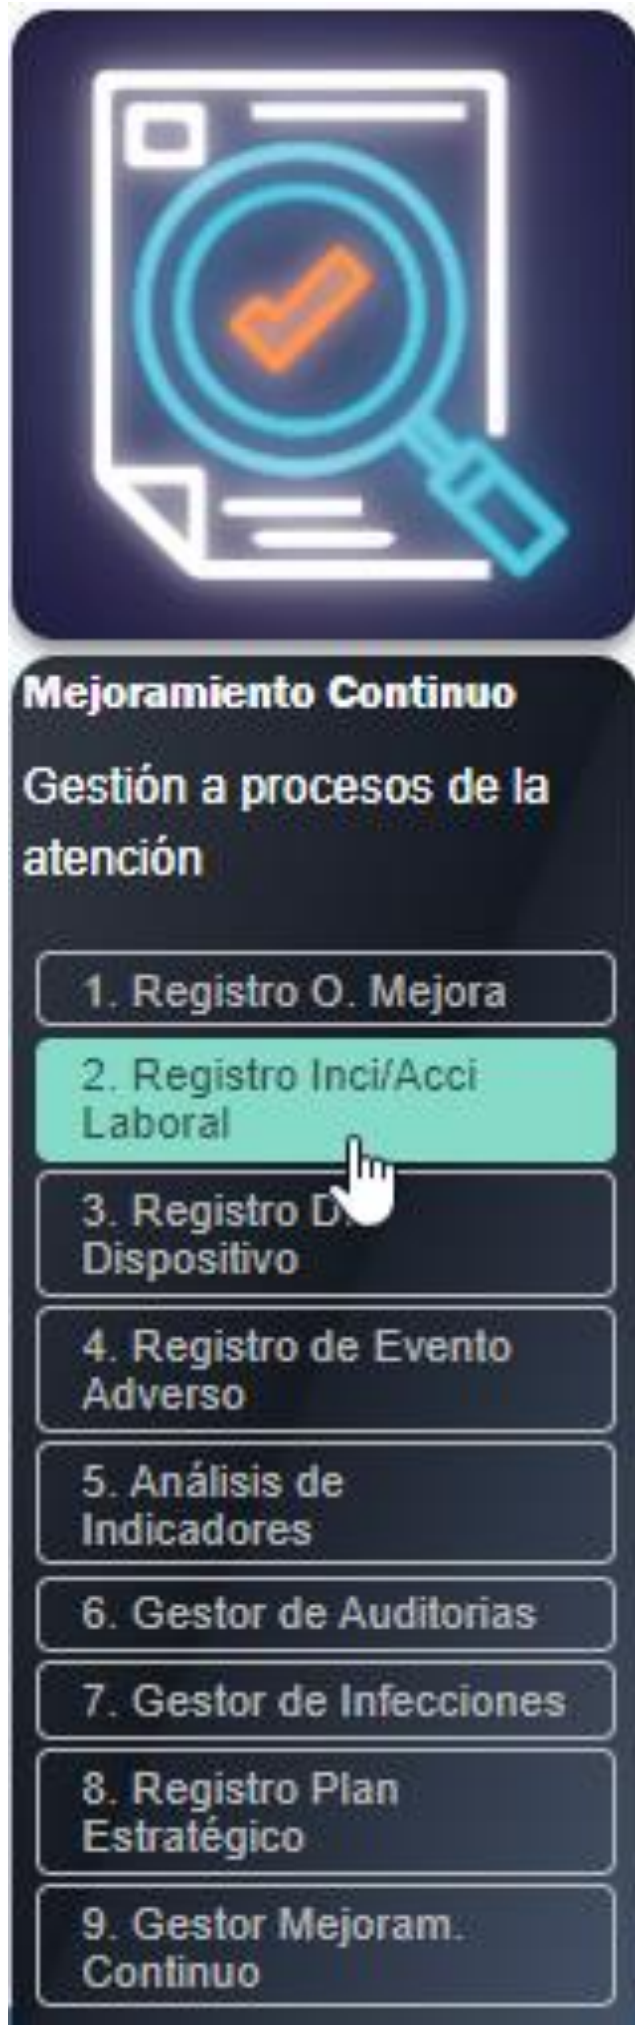 Mejoramiento Continuo
Gestión a procesos de la
atención
1. Registro O. Mejora
2. Registro Inci/Acci
Laboral
3. Registro D.
Dispositivo
4. Registro de Evento
Adverso
5. Análisis de
Indicadores
6. Gestor de Auditorias
7. Gestor de Infecciones
8. Registro Plan
Estratégico
9. Gestor Mejoram.
Continuo